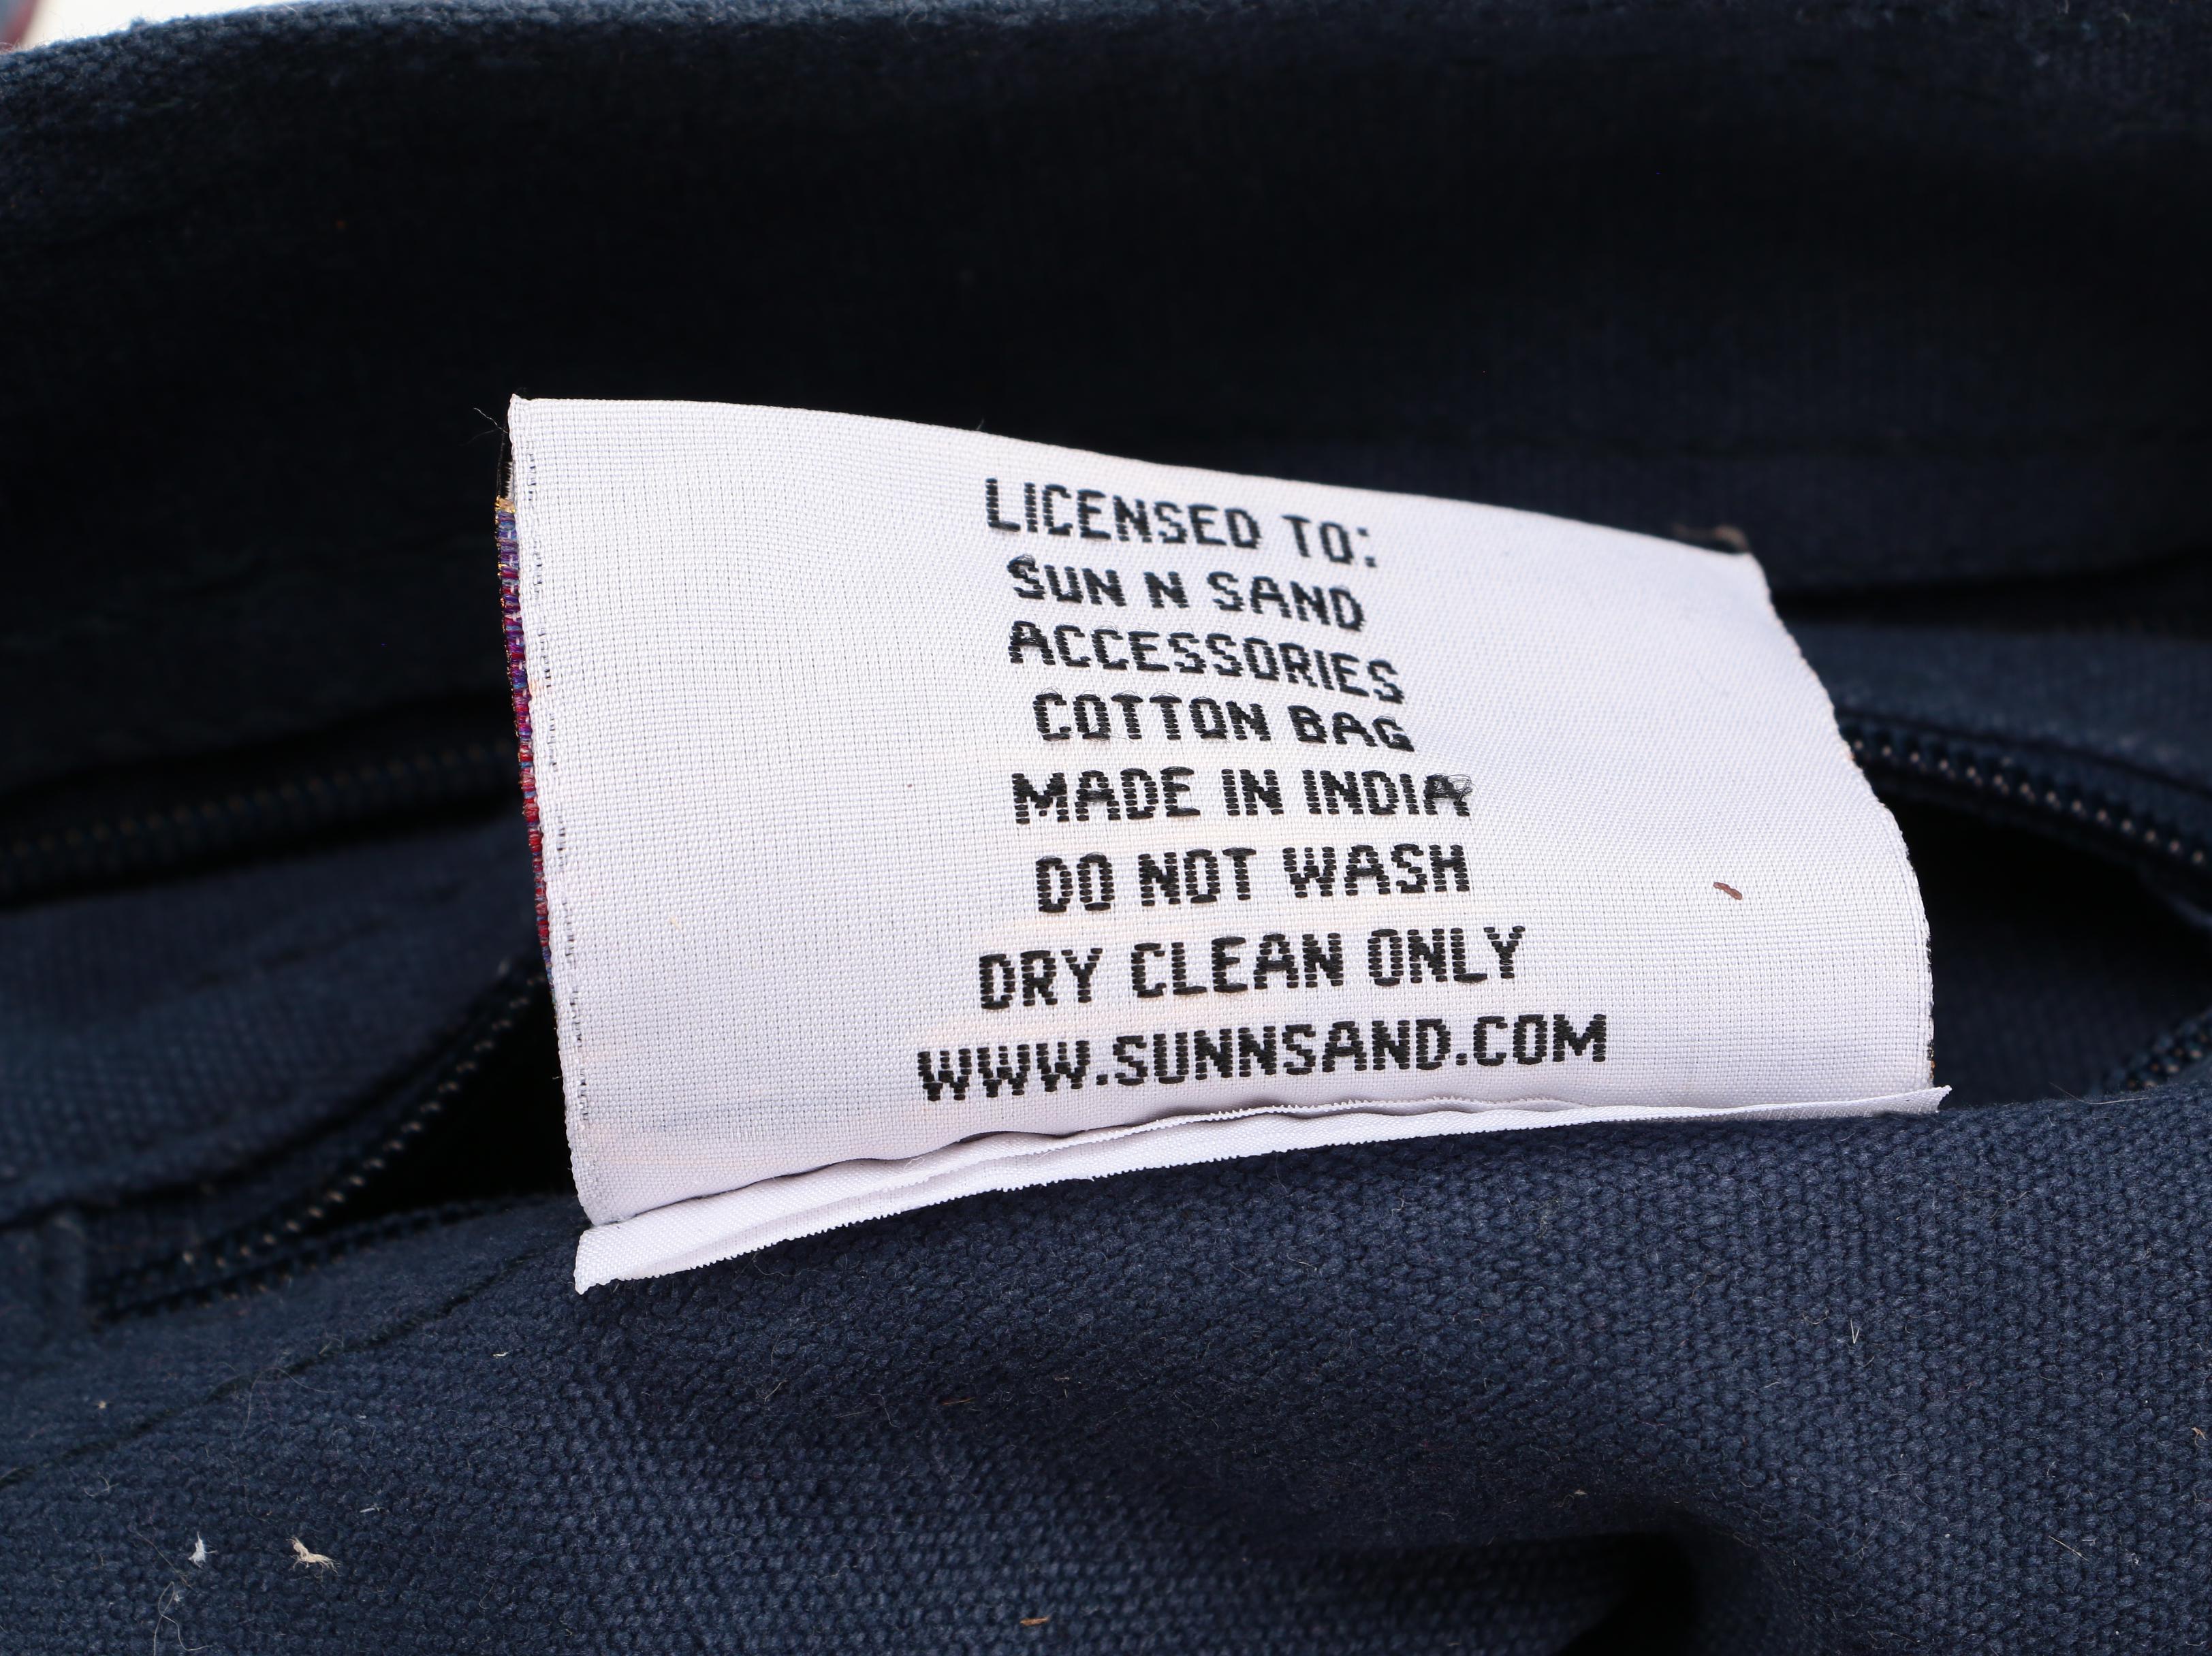 LICENSED TO:
SUN N SAND
ACCESSORIES
COTTON BAG
MADE IN INDIA
DO NOT WASH
DRY CLEAN ONLY
WWW.SUNNSAND.COM